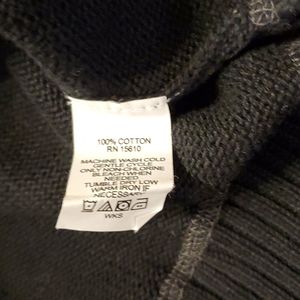 100% COTTON
RN 15610
MACHINE WASH COLD
GENTLE CYCLE
ONLY NON-CHLORINE
BLEACH WHEN
NEEDED
TUMBLE DRY LOW
WARM IRON IF
NECESSARY
WKS